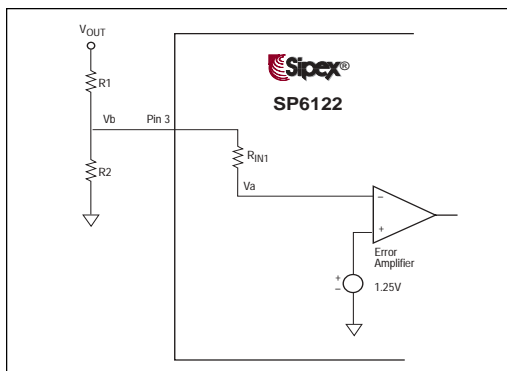 VOUT
R1
Sipex®
SP6122
Vb
Pin 3
RIN1
R2
Va
−
+
Error
Amplifier
+
−
1.25V